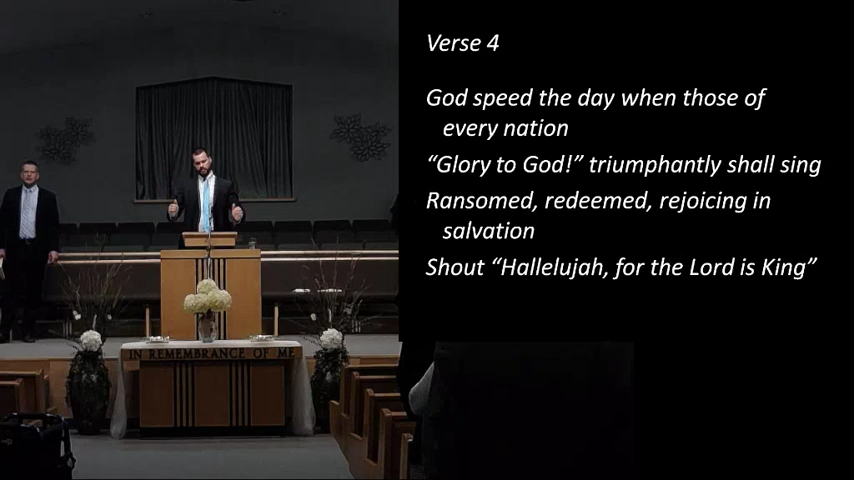 Verse 4
God speed the day when those of
every nation
“Glory to God!” triumphantly shall sing
Ransomed, redeemed, rejoicing in
salvation
Shout “Hallelujah, for the Lord is King”
IN REMEMBRANCE OF ME